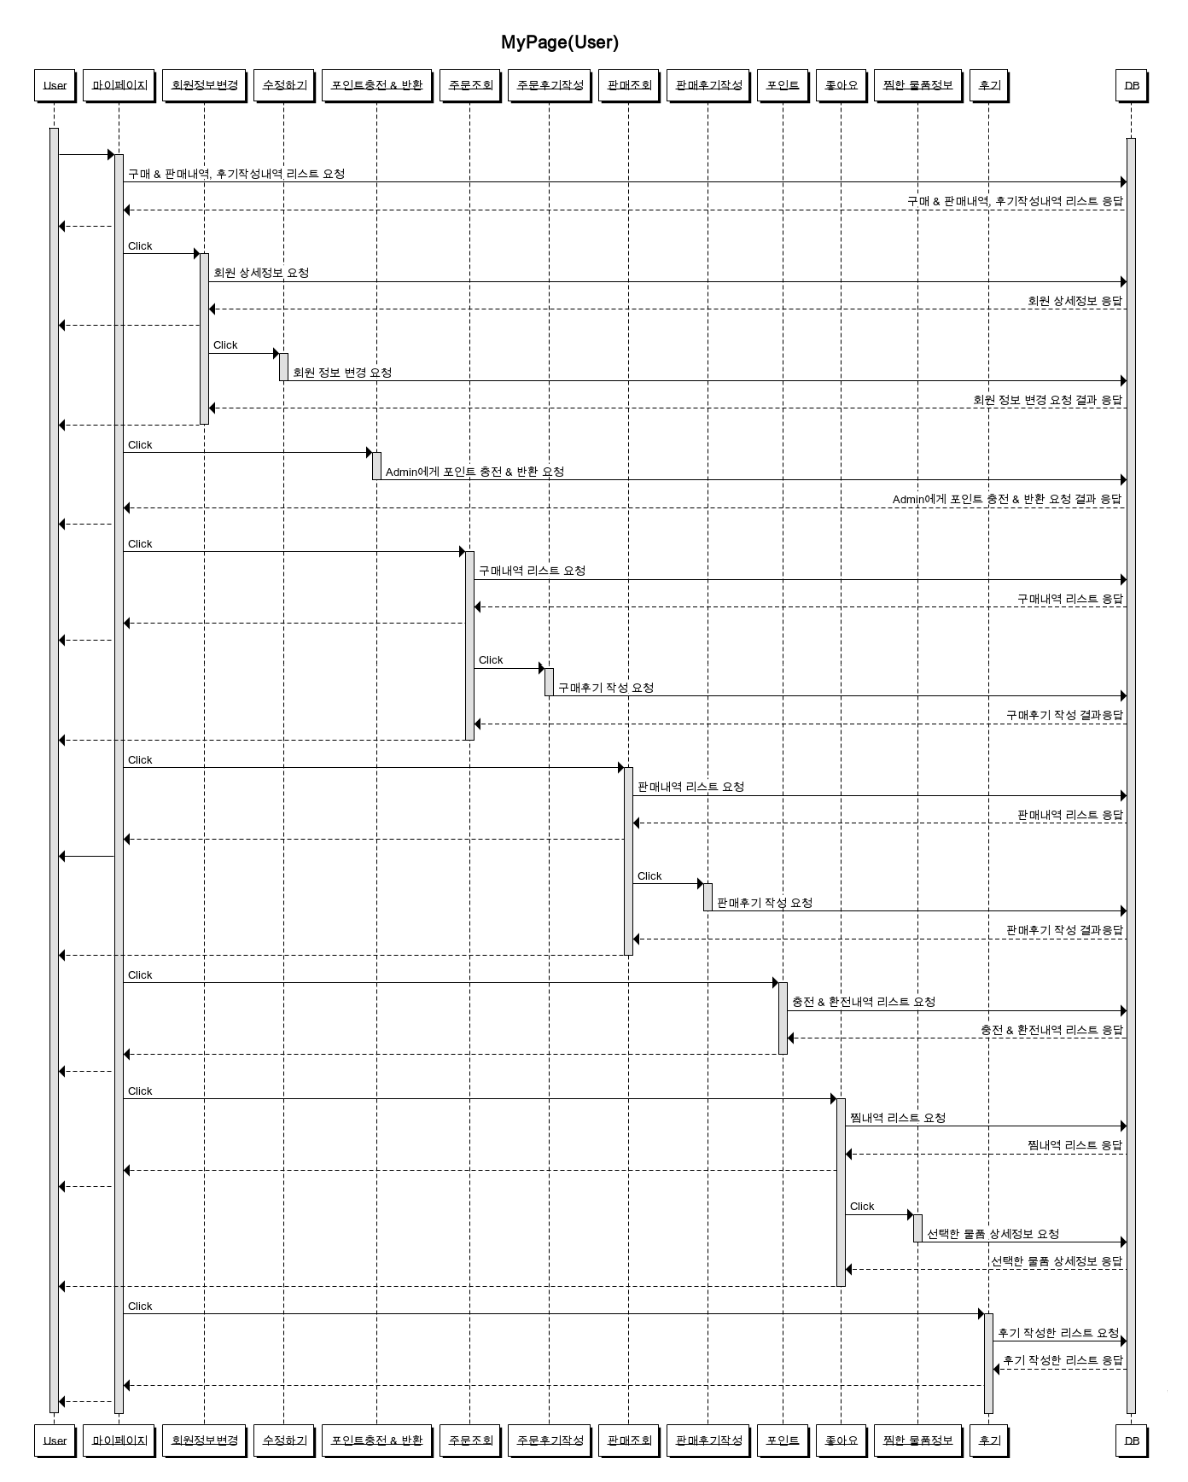 MyPage(User)
User 마이페이지 회원정보변경 수정하기 포인트충전 & 반환 주문조회 주문후기작성 판매조회 판매후기작성 포인트 좋아요 찜한 물품정보 후기 DB
구매 & 판매내역, 후기작성내역 리스트 요청
구매 & 판매내역, 후기작성내역 리스트 응답
Click
회원 상세정보 요청
회원 상세정보 응답
Click
회원 정보 변경 요청
회원 정보 변경 요청 결과 응답
Click
Admin에게 포인트 충전 & 반환 요청
Admin에게 포인트 충전 & 반환 요청 결과 응답
Click
구매내역 리스트 요청
구매내역 리스트 응답
Click
구매후기 작성 요청
구매후기 작성 결과응답
Click
판매내역 리스트 요청
판매내역 리스트 응답
Click
판매후기 작성 요청
판매후기 작성 결과응답
Click
충전 & 환전내역 리스트 요청
충전 & 환전내역 리스트 응답
Click
찜내역 리스트 요청
찜내역 리스트 응답
Click
선택한 물품 상세정보 요청
선택한 물품 상세정보 응답
Click
후기 작성한 리스트 요청
후기 작성한 리스트 응답
User 마이페이지 회원정보변경 수정하기 포인트충전 & 반환 주문조회 주문후기작성 판매조회 판매후기작성 포인트 좋아요 찜한 물품정보 후기 DB